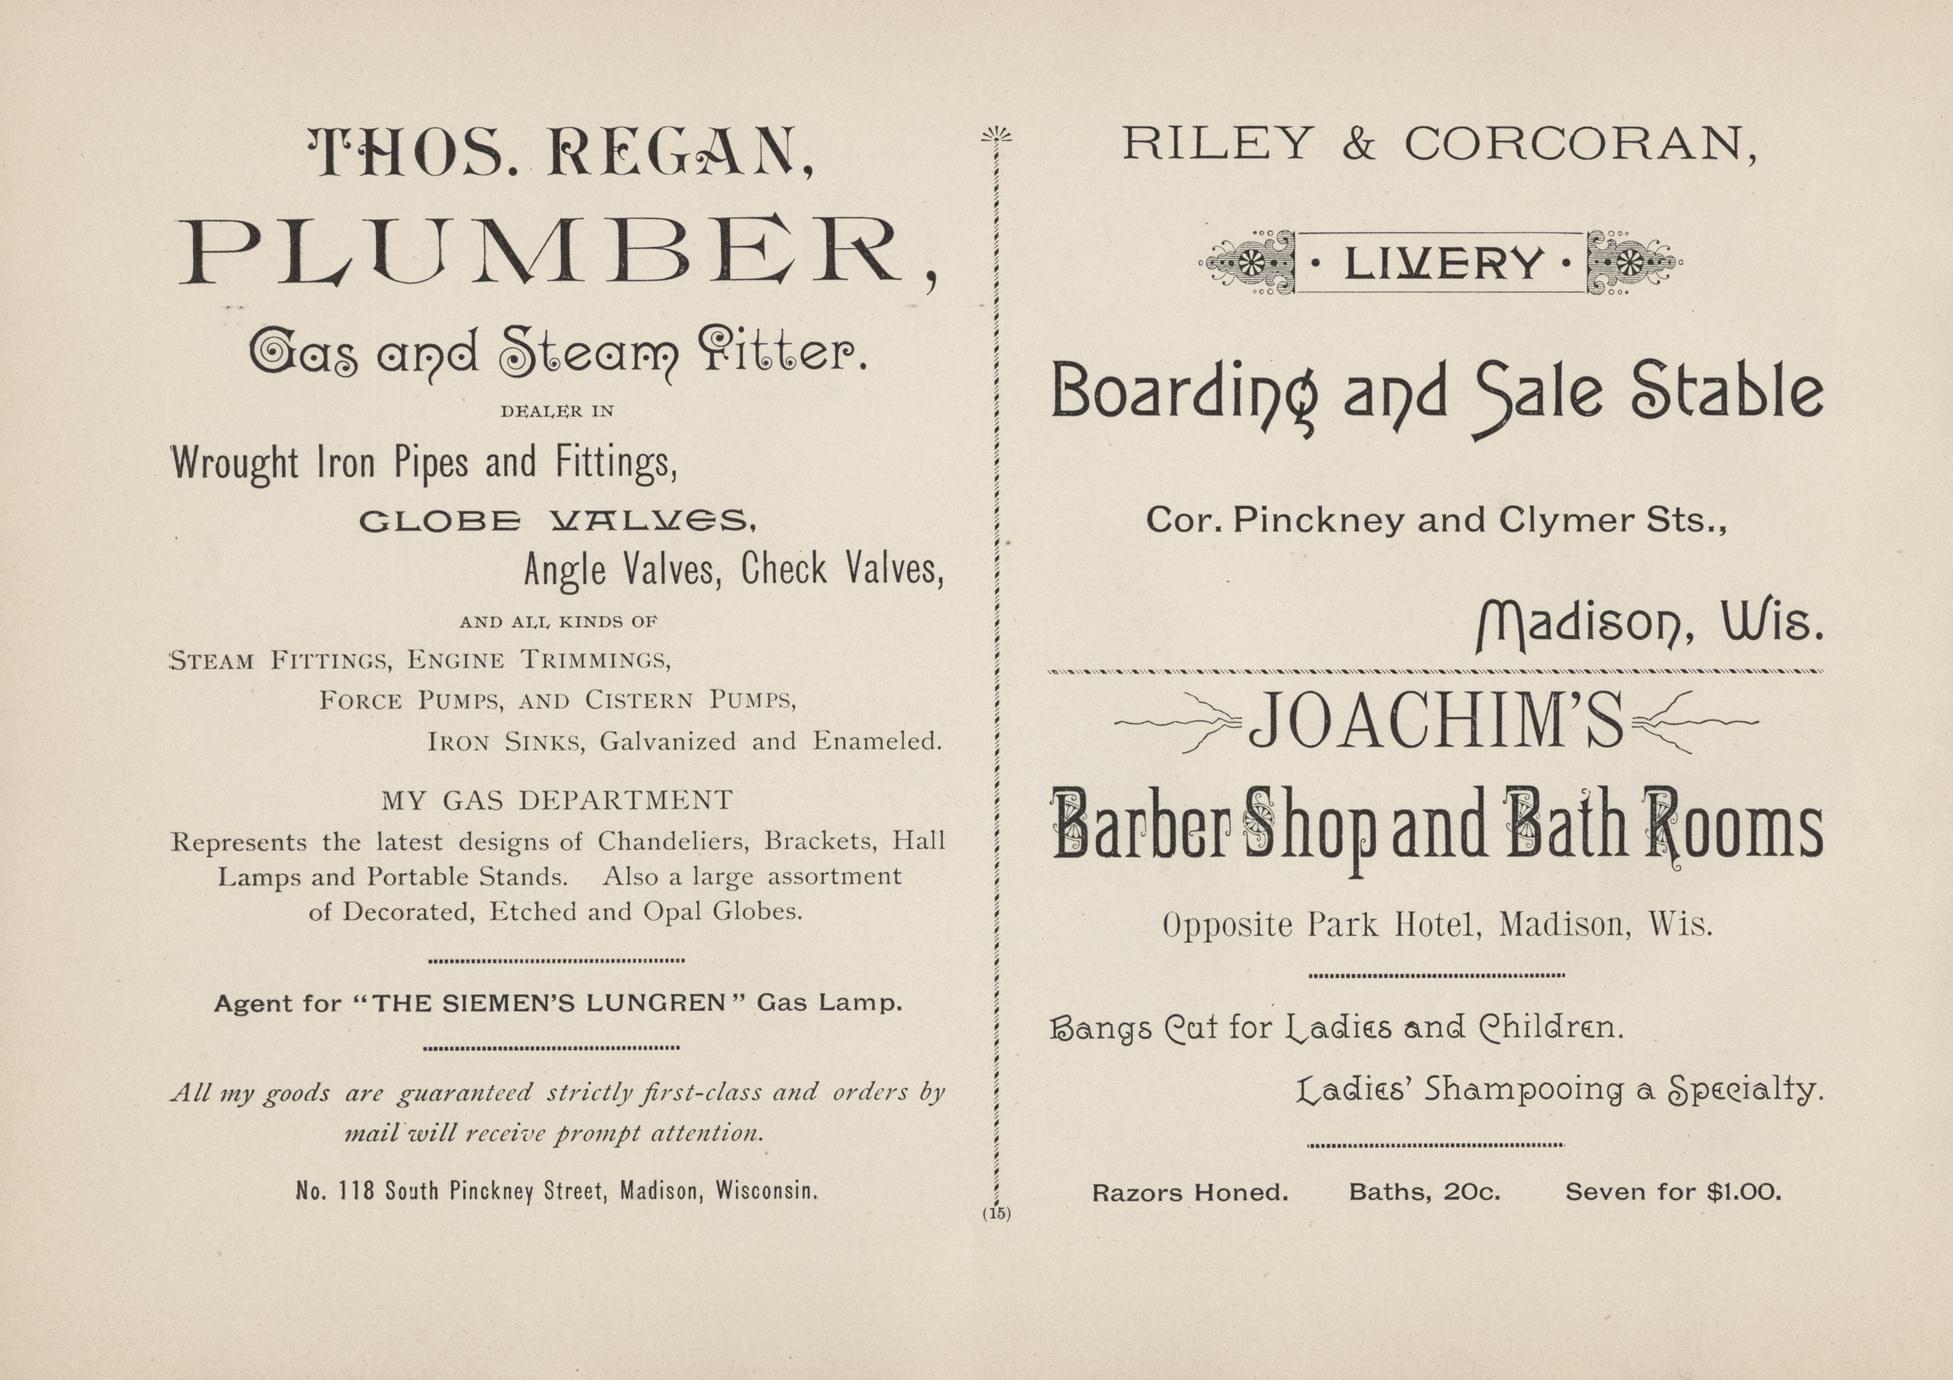 THOS. REGAN,
PLUMBER,
Gas and Steam Fitter.
DEALER IN
Wrought Iron Pipes and Fittings,
GLOBE VALVES,
Angle Valves, Check Valves,
AND ALL KINDS OF
STEAM FITTINGS, ENGINE TRIMMINGS,
FORCE PUMPS, AND CISTERN PUMPS,
IRON SINKS, Galvanized and Enameled.
MY GAS DEPARTMENT
Represents the latest designs of Chandeliers, Brackets, Hall
Lamps and Portable Stands. Also a large assortment
of Decorated, Etched and Opal Globes.
Agent for “THE SIEMEN’S LUNGREN” Gas Lamp.
All my goods are guaranteed strictly first-class and orders by
mail will receive prompt attention.
No. 118 South Pinckney Street, Madison, Wisconsin.
RILEY & CORCORAN,
· LIVERY ·
Boarding and Sale Stable
Cor. Pinckney and Clymer Sts.,
Madison, Wis.
JOACHIM’S
Barber Shop and Bath Rooms
Opposite Park Hotel, Madison, Wis.
Bangs Cut for Ladies and Children.
Ladies’ Shampooing a Specialty.
Razors Honed. Baths, 20c. Seven for $1.00.
(15)